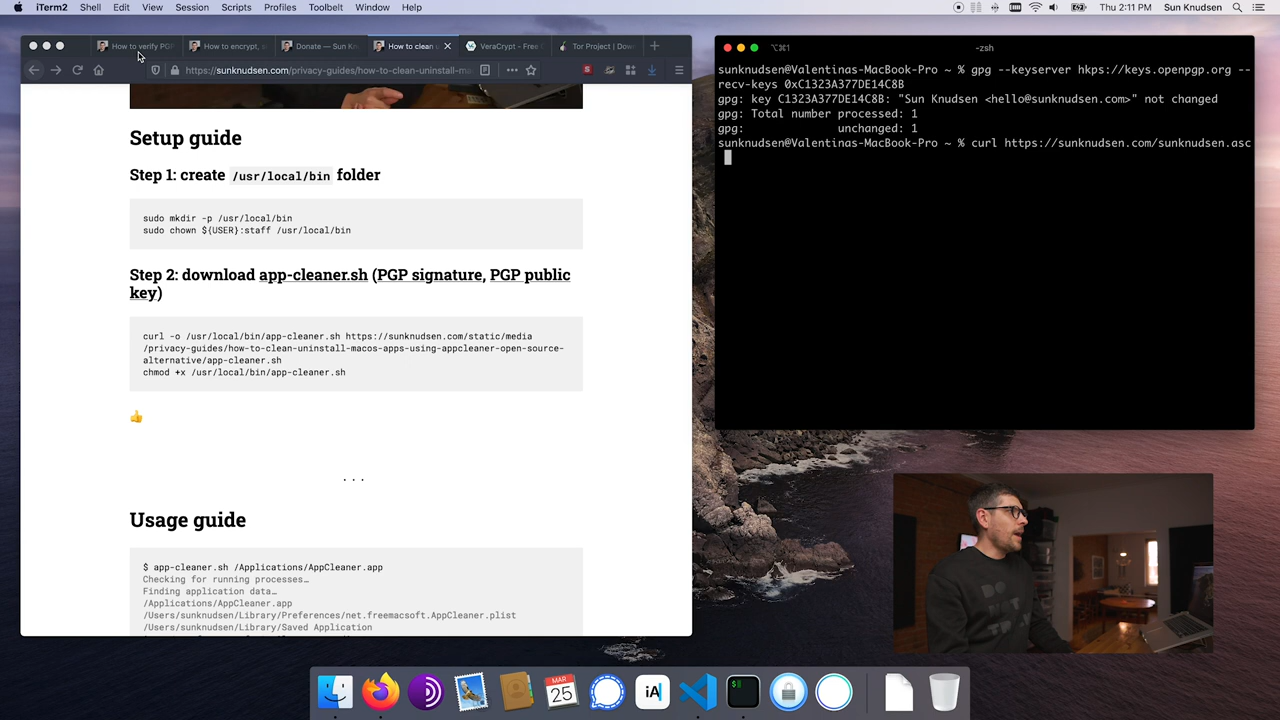 iTerm2 Shell Edit View Session Scripts Profiles Toolbelt Window Help
Thu 2:11 PM Sun Knudsen
How to verify PGP
How to encrypt, s
Donate — Sun Kn
How to clean u
VeraCrypt - Free
Tor Project | Dow
https://sunknudsen.com/privacy-guides/how-to-clean-uninstall-ma
Setup guide
Step 1: create /usr/local/bin folder
sudo mkdir -p /usr/local/bin
sudo chown ${USER}:staff /usr/local/bin
Step 2: download app-cleaner.sh (PGP signature, PGP public
key)
curl -o /usr/local/bin/app-cleaner.sh https://sunknudsen.com/static/media
/privacy-guides/how-to-clean-uninstall-macos-apps-using-appcleaner-open-source-
alternative/app-cleaner.sh
chmod +x /usr/local/bin/app-cleaner.sh
👍
...
Usage guide
$ app-cleaner.sh /Applications/AppCleaner.app
Checking for running processes…
Finding application data…
/Applications/AppCleaner.app
/Users/sunknudsen/Library/Preferences/net.freemacsoft.AppCleaner.plist
/Users/sunknudsen/Library/Saved Application
⌥⌘1
-zsh
sunknudsen@Valentinas-MacBook-Pro ~ % gpg --keyserver hkps://keys.openpgp.org --
recv-keys 0xC1323A377DE14C8B
gpg: key C1323A377DE14C8B: "Sun Knudsen <hello@sunknudsen.com>" not changed
gpg: Total number processed: 1
gpg:              unchanged: 1
sunknudsen@Valentinas-MacBook-Pro ~ % curl https://sunknudsen.com/sunknudsen.asc
MAR
25
iA